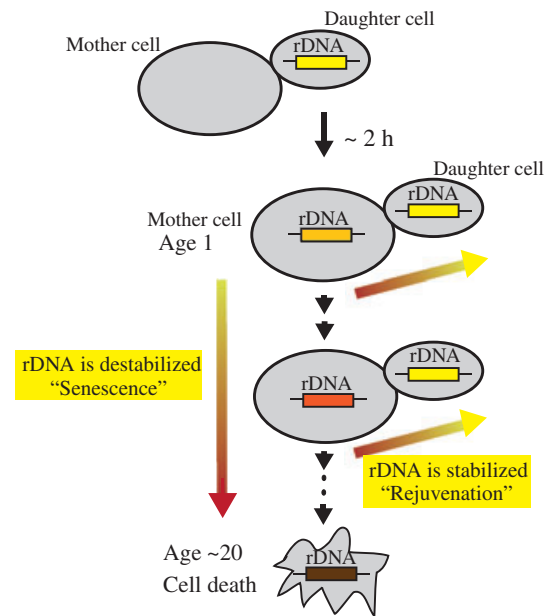 Daughter cell
Mother cell
rDNA
~ 2 h
Daughter cell
rDNA
Mother cell
Age 1
rDNA
rDNA
rDNA is destabilized
“Senescence”
rDNA
rDNA is stabilized
“Rejuvenation”
Age ~20
Cell death
rDNA